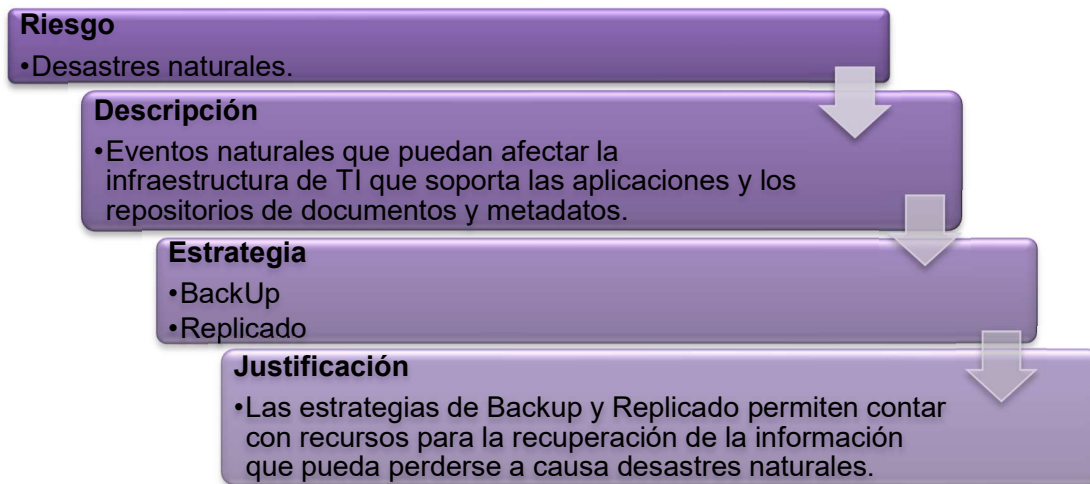 Riesgo
•Desastres naturales.
Descripción
•Eventos naturales que puedan afectar la
infraestructura de TI que soporta las aplicaciones y los
repositorios de documentos y metadatos.
Estrategia
•BackUp
•Replicado
Justificación
•Las estrategias de Backup y Replicado permiten contar
con recursos para la recuperación de la información
que pueda perderse a causa desastres naturales.